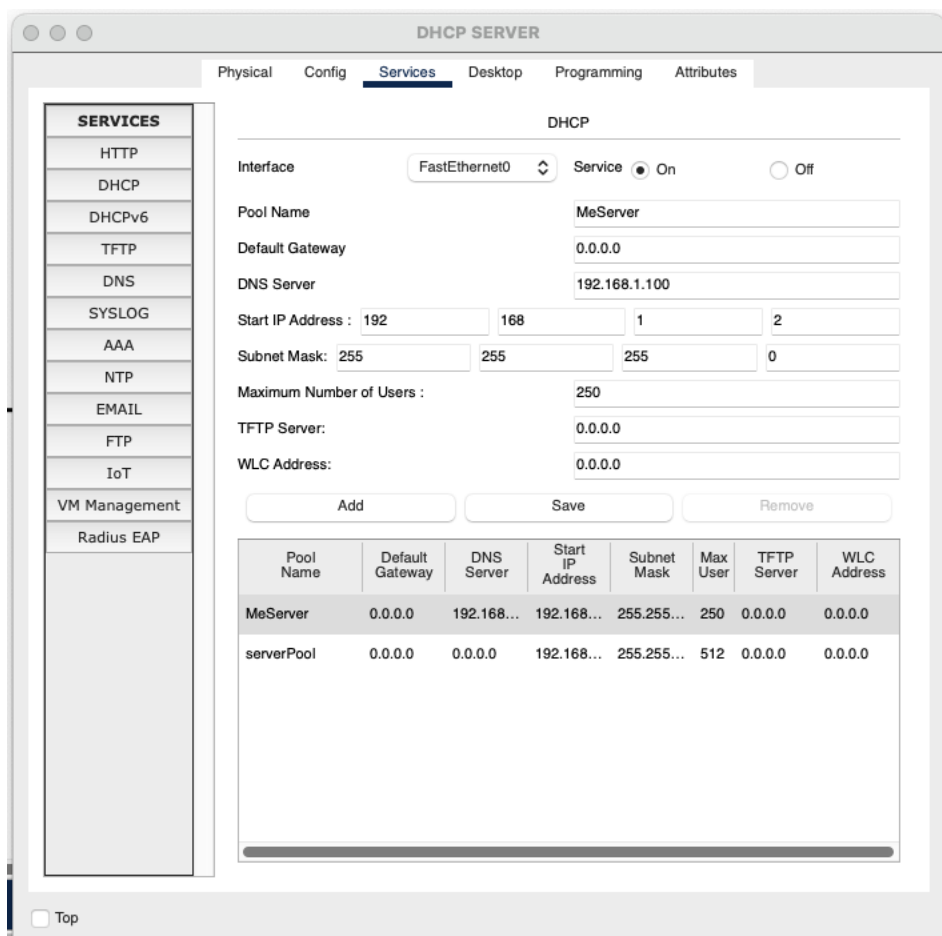 DHCP SERVER
Physical Config Services Desktop Programming Attributes
SERVICES
HTTP
DHCP
DHCPv6
TFTP
DNS
SYSLOG
AAA
NTP
EMAIL
FTP
IoT
VM Management
Radius EAP
DHCP
Interface FastEthernet0 Service On Off
Pool Name MeServer
Default Gateway 0.0.0.0
DNS Server 192.168.1.100
Start IP Address : 192 168 1 2
Subnet Mask: 255 255 255 0
Maximum Number of Users : 250
TFTP Server: 0.0.0.0
WLC Address: 0.0.0.0
Add Save Remove
Pool Name Default Gateway DNS Server Start IP Address Subnet Mask Max User TFTP Server WLC Address
MeServer 0.0.0.0 192.168... 192.168... 255.255... 250 0.0.0.0 0.0.0.0
serverPool 0.0.0.0 0.0.0.0 192.168... 255.255... 512 0.0.0.0 0.0.0.0
Top